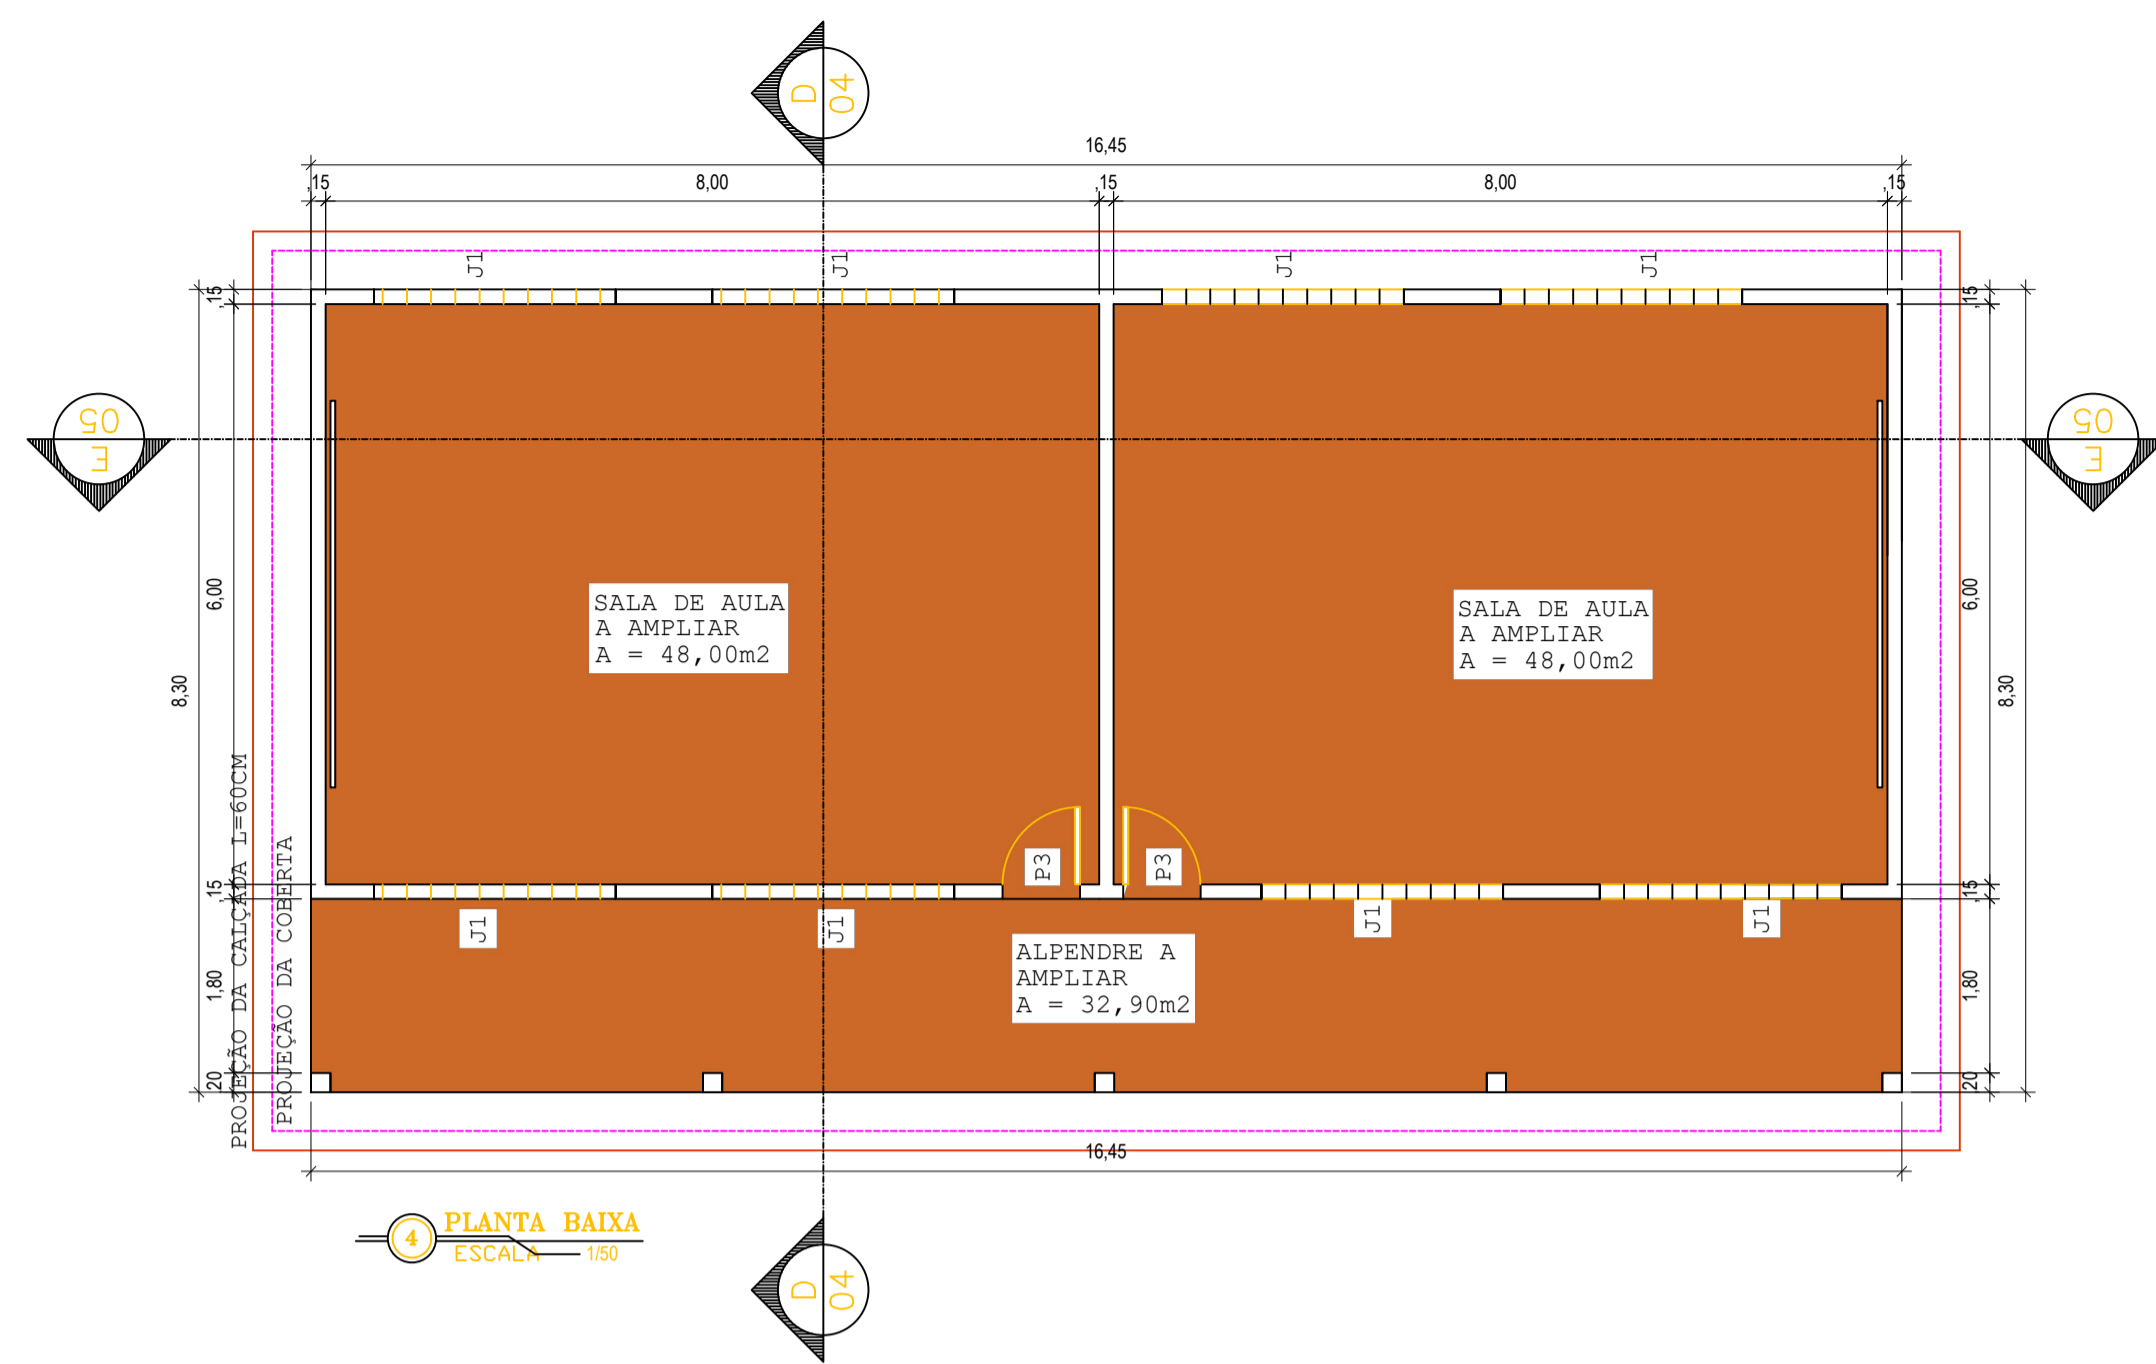 D
04
16,45
,15
8,00
,15
8,00
,15
J1
J1
J1
J1
,15
,15
05
E
05
E
6,00
6,00
SALA DE AULA
A AMPLIAR
A = 48,00m2
SALA DE AULA
A AMPLIAR
A = 48,00m2
8,30
8,30
PROJEÇÃO DA CALÇADA L=60CM
PROJEÇÃO DA COBERTA
P3
P3
,15
,15
J1
J1
J1
J1
ALPENDRE A
AMPLIAR
A = 32,90m2
1,80
1,80
,20
,20
16,45
4
PLANTA BAIXA
ESCALA 1/50
D
04